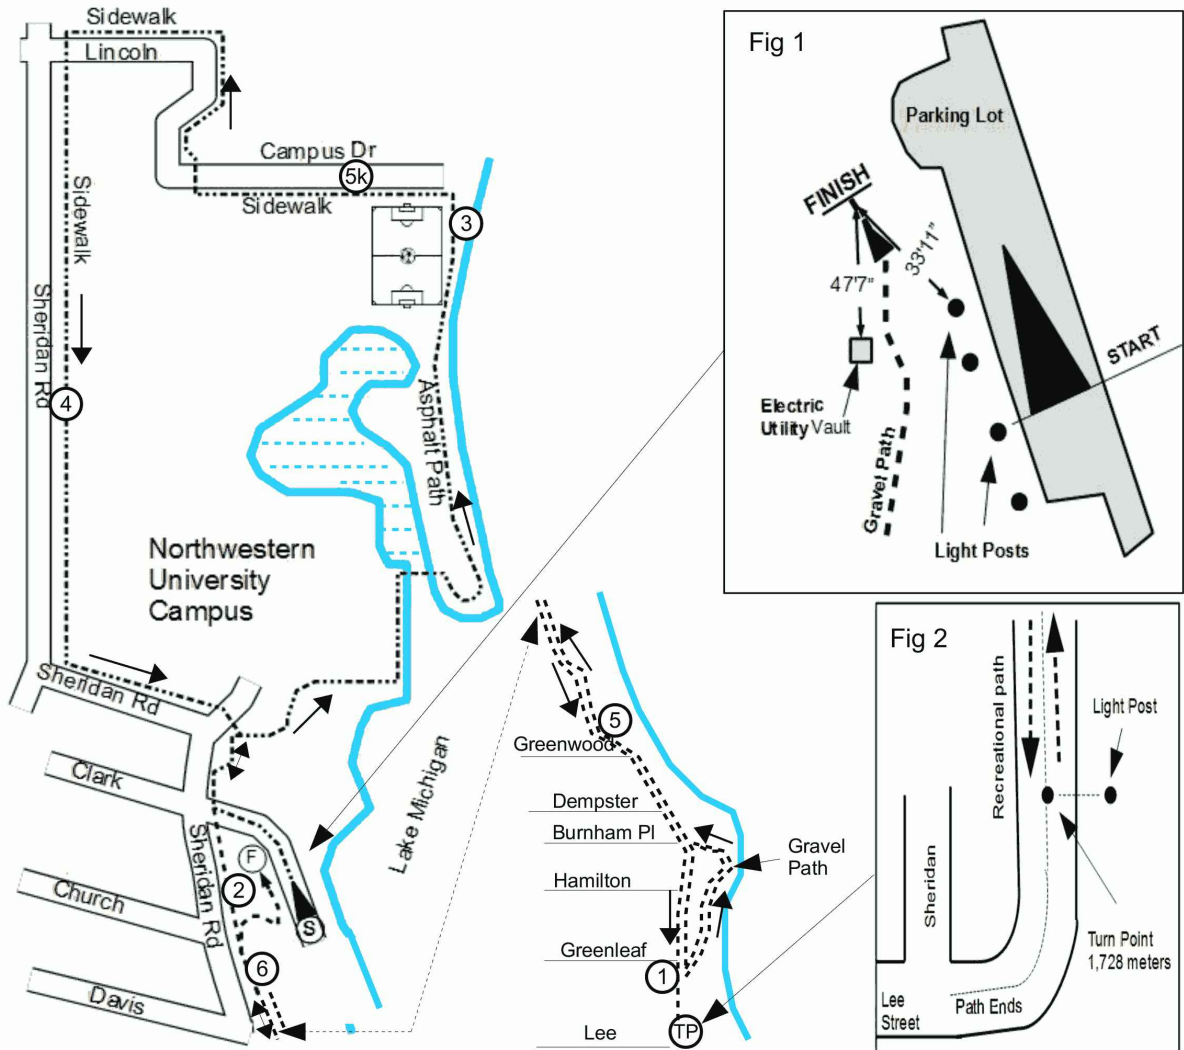 Sidewalk
Lincoln
Campus Dr
5k
Sidewalk
Sidewalk
3
Sheridan Rd
4
Asphalt Path
Northwestern
University
Campus
Sheridan Rd
Clark
Lake Michigan
Sheridan Rd
F
2
Church
S
6
Davis
5
Greenwood
Dempster
Burnham Pl
Gravel
Path
Hamilton
Greenleaf
1
Lee
TP
Fig 1
Parking Lot
FINISH
33'11"
47'7"
START
Electric
Utility Vault
Gravel Path
Light Posts
Fig 2
Recreational path
Light Post
Sheridan
Turn Point
1,728 meters
Lee
Street
Path Ends